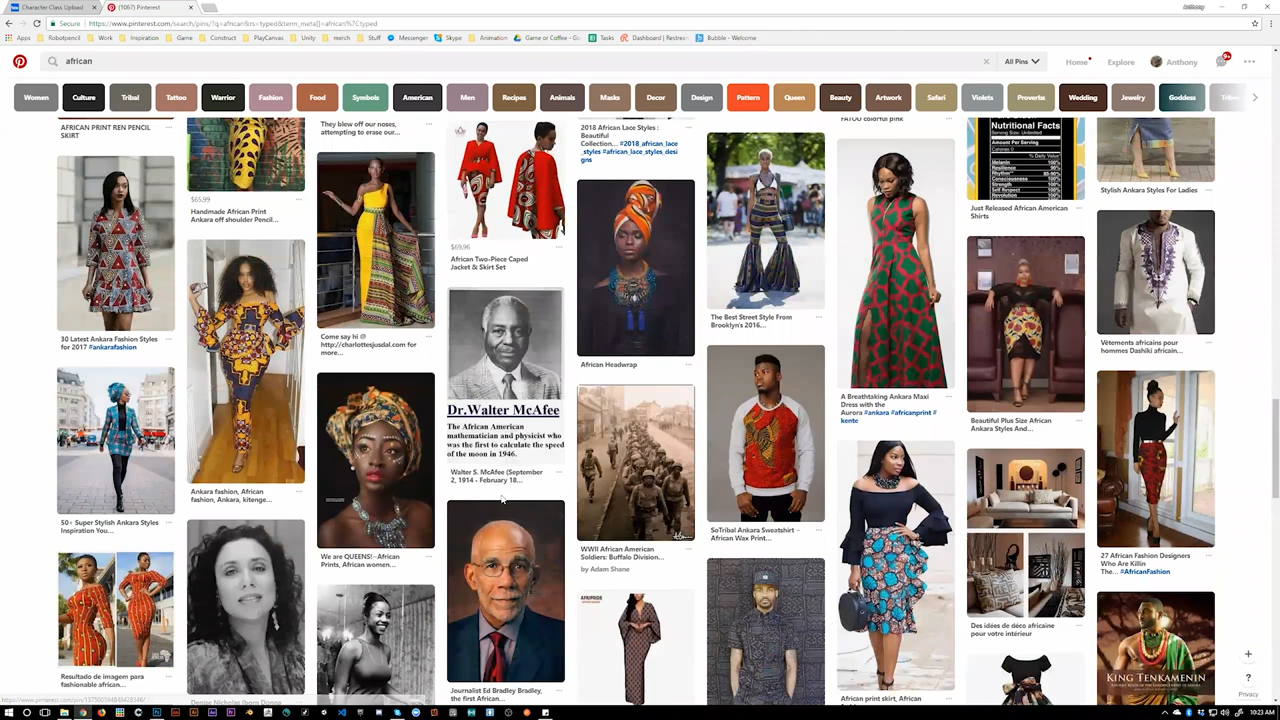 Character Class Upload
(1067) Pinterest
Anthony
Secure
https://www.pinterest.com/search/pins/?q=african&rs=typed&term_meta[]=african%7Ctyped
Apps
Robotpencil
Work
Inspiration
Game
Construct
PlayCanvas
Unity
merch
Stuff
Messenger
Skype
Animation
Game or Coffee - Go
Tasks
Dashboard | Restream
Bubble - Welcome
african
All Pins
Home
Explore
Anthony
9+
Women
Culture
Tribal
Tattoo
Warrior
Fashion
Food
Symbols
American
Men
Recipes
Animals
Masks
Decor
Design
Pattern
Queen
Beauty
Artwork
Safari
Violets
Proverbs
Wedding
Jewelry
Goddess
AFRICAN PRINT REN PENCIL
SKIRT
30 Latest Ankara Fashion Styles
for 2017 #ankarafashion
50+ Super Stylish Ankara Styles
Inspiration You...
Resultado de imagem para
fashionable african...
$65.99
Handmade African Print
Ankara off shoulder Pencil...
Ankara fashion, African
fashion, Ankara, kitenge...
They blew off our noses,
attempting to erase our...
Come say hi @
http://charlottesjusdal.com for
more...
We are QUEENS!--African
Prints, African women...
$69.96
African Two-Piece Caped
Jacket & Skirt Set
Dr.Walter McAfee
The African American
mathematician and physicist who
was the first to calculate the speed
of the moon in 1946.
Walter S. McAfee (September
2, 1914 - February 18...
Journalist Ed Bradley Bradley,
the first African...
2018 African Lace Styles :
Beautiful
Collection... #2018_african_lace
_styles #african_lace_styles_desi
gns
African Headwrap
WWII African American
Soldiers: Buffalo Division...
by Adam Shane
AFRIPRIDE
The Best Street Style From
Brooklyn's 2016...
SoTribal Ankara Sweatshirt -
African Wax Print...
FATOU colorful pink
A Breathtaking Ankara Maxi
Dress with the
Aurora #ankara #africanprint #
kente
African print skirt, African
Nutritional Facts
Just Released African American
Shirts
Beautiful Plus Size African
Ankara Styles And...
Des idées de déco africaine
pour votre intérieur
Stylish Ankara Styles For Ladies
Vêtements africains pour
hommes Dashiki africain...
27 African Fashion Designers
Who Are Killin
The... #AfricanFashion
KING TENKAMENIN
?
Privacy
10:23 AM